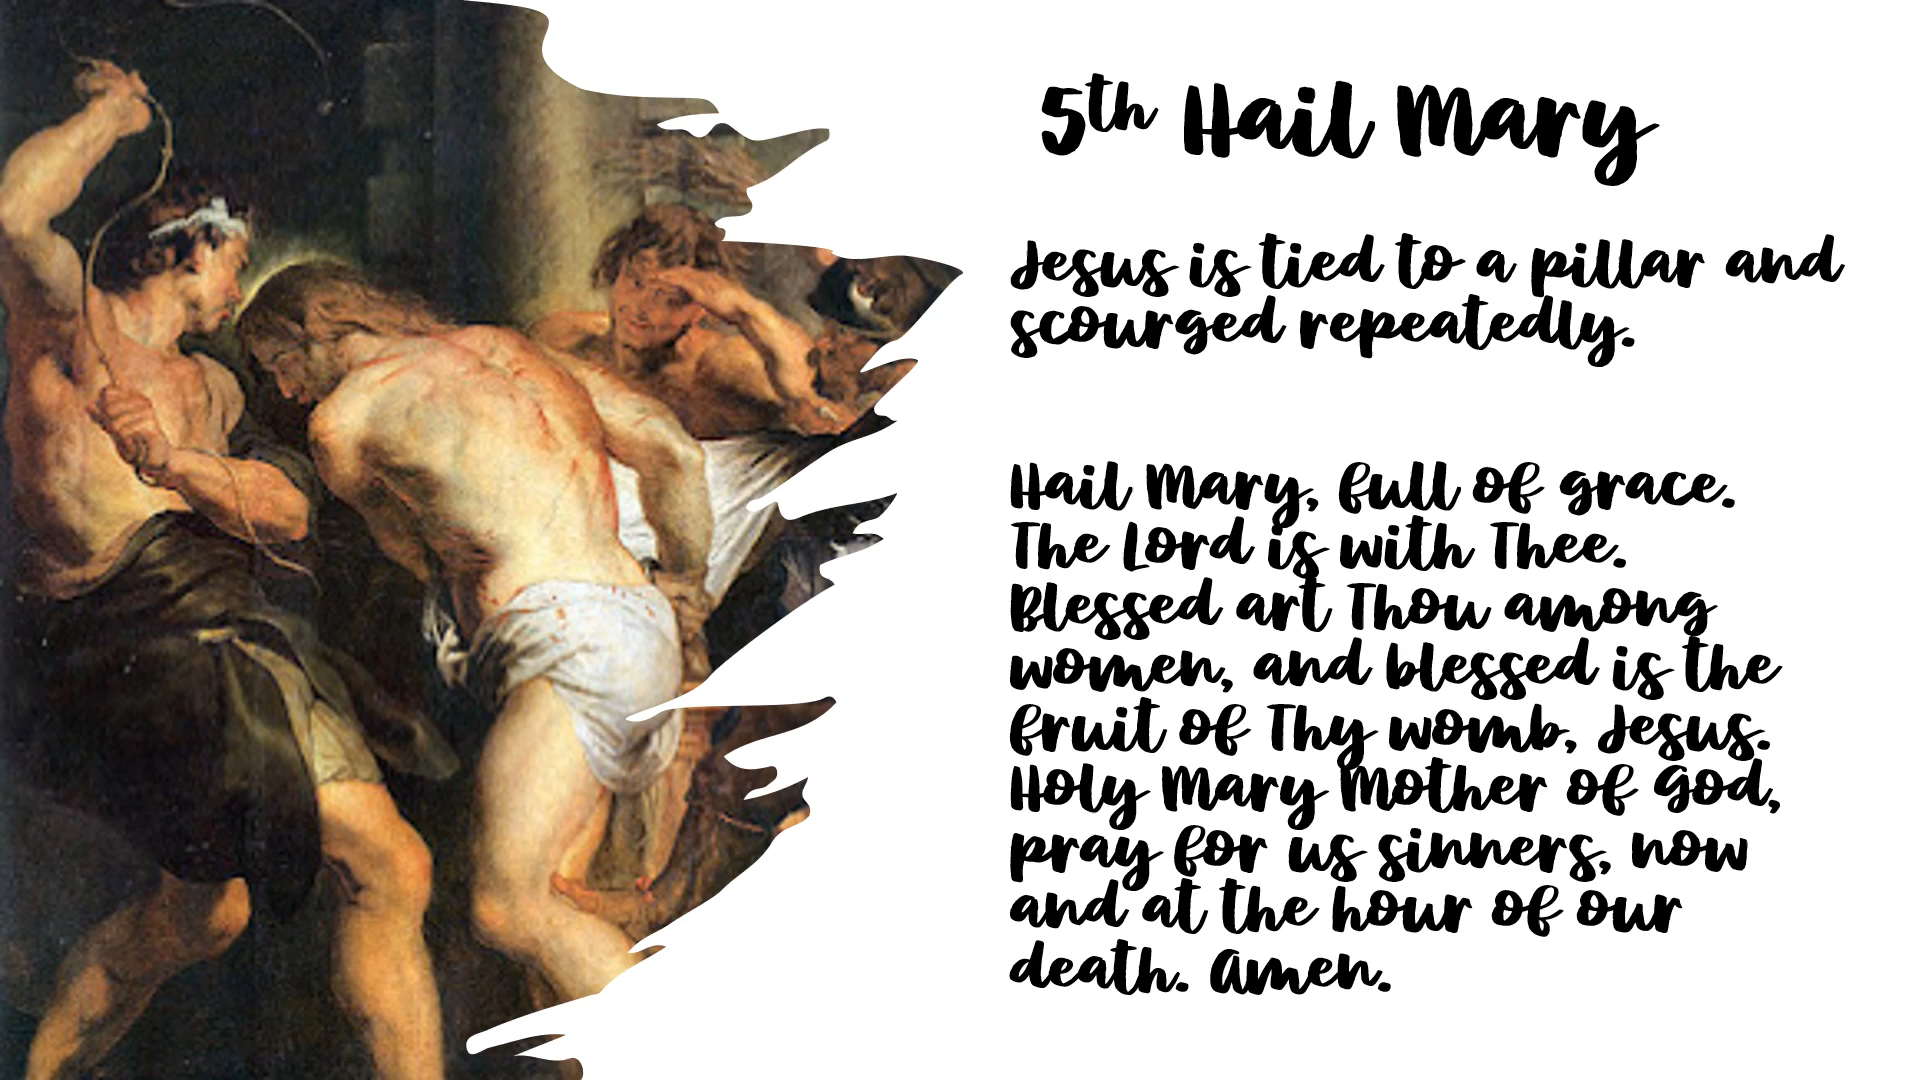 5th Hail Mary
Jesus is tied to a pillar and
scourged repeatedly.
Hail Mary, full of grace.
The Lord is with Thee.
Blessed art Thou among
women, and blessed is the
fruit of Thy womb, Jesus.
Holy Mary Mother of God,
pray for us sinners, now
and at the hour of our
death. Amen.